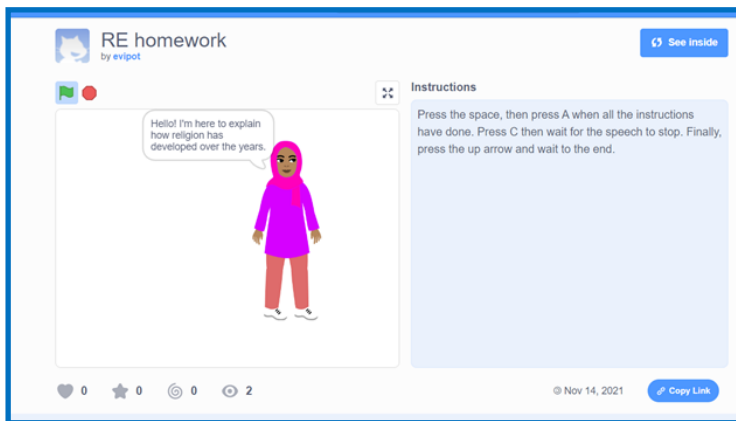 RE homework
by evipot
See inside
Instructions
Hello! I'm here to explain
how religion has
developed over the years.
Press the space, then press A when all the instructions
have done. Press C then wait for the speech to stop. Finally,
press the up arrow and wait to the end.
0
0
0
2
© Nov 14, 2021
Copy Link